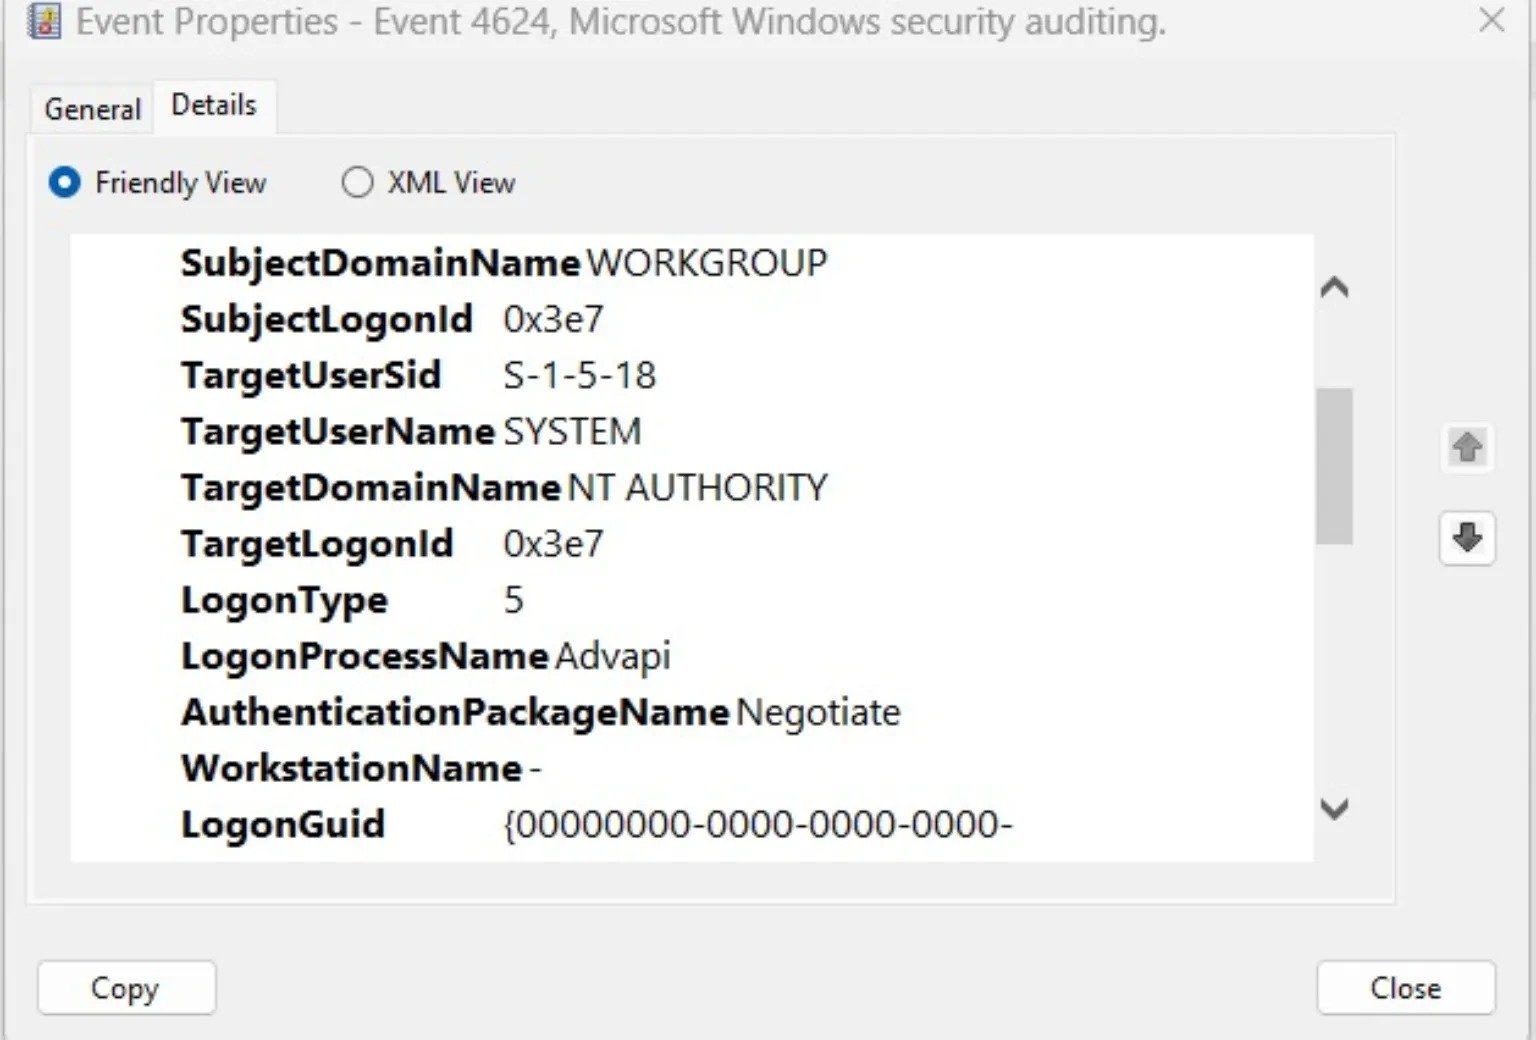 Event Properties - Event 4624, Microsoft Windows security auditing.
General Details
Friendly View XML View
SubjectDomainName WORKGROUP
SubjectLogonId 0x3e7
TargetUserSid S-1-5-18
TargetUserName SYSTEM
TargetDomainName NT AUTHORITY
TargetLogonId 0x3e7
LogonType 5
LogonProcessName Advapi
AuthenticationPackageName Negotiate
WorkstationName -
LogonGuid {00000000-0000-0000-0000-
Copy Close